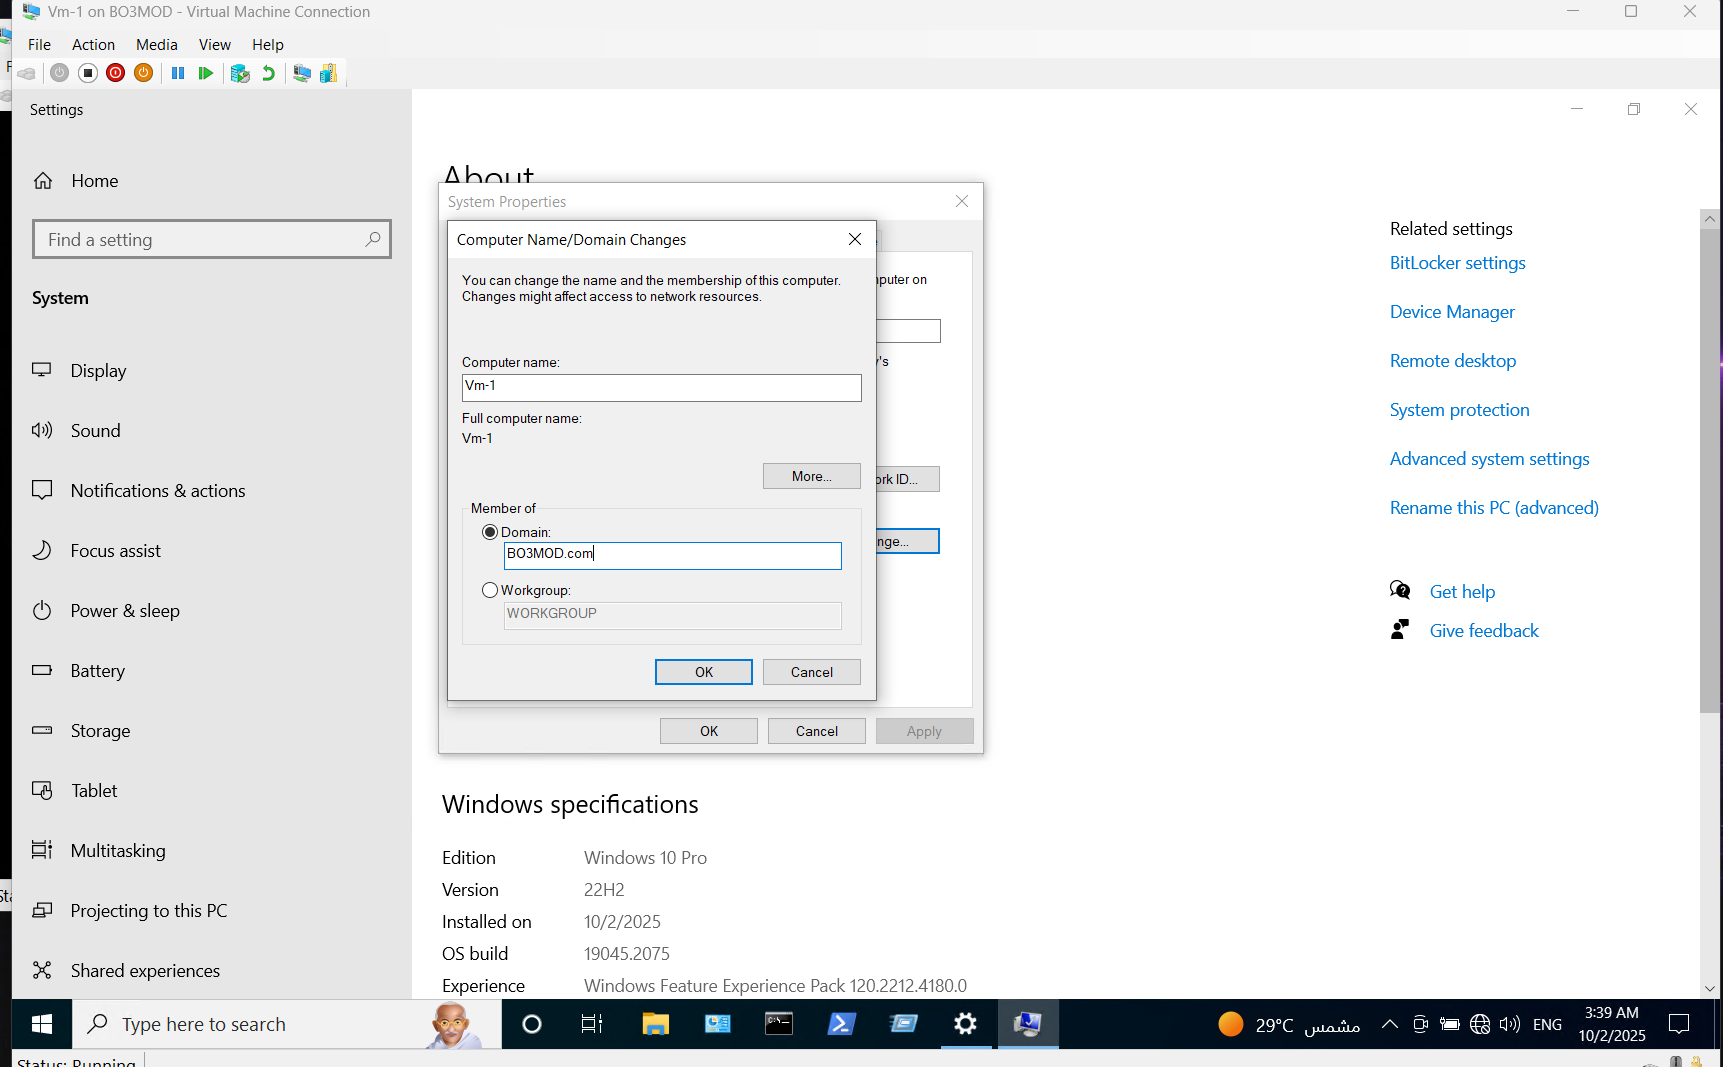 Vm-1 on BO3MOD - Virtual Machine Connection
File Action Media View Help
Settings
Home
Find a setting
System
Display
Sound
Notifications & actions
Focus assist
Power & sleep
Battery
Storage
Tablet
Multitasking
Projecting to this PC
Shared experiences
About
System Properties
Computer Name/Domain Changes
You can change the name and the membership of this computer.
Changes might affect access to network resources.
Computer name:
Vm-1
Full computer name:
Vm-1
More...
Member of
Domain:
BO3MOD.com
Workgroup:
WORKGROUP
OK Cancel
OK Cancel Apply
Windows specifications
Edition Windows 10 Pro
Version 22H2
Installed on 10/2/2025
OS build 19045.2075
Experience Windows Feature Experience Pack 120.2212.4180.0
Related settings
BitLocker settings
Device Manager
Remote desktop
System protection
Advanced system settings
Rename this PC (advanced)
Get help
Give feedback
Type here to search
29°C مشمس
ENG
3:39 AM
10/2/2025
Status: Running